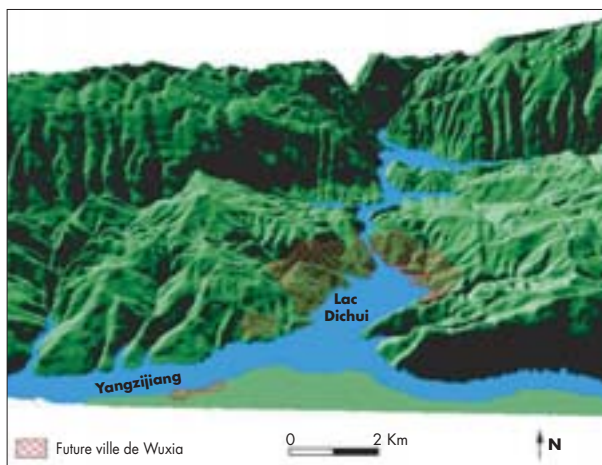 Lac
Dichui
Yangzijiang
Future ville de Wuxia
0 2 Km
N